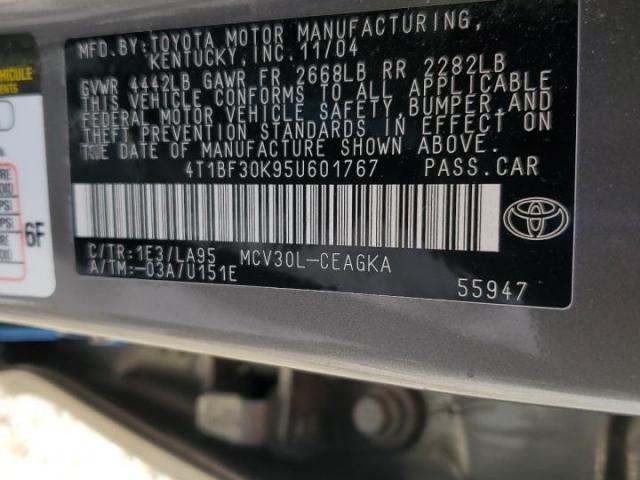 MFD.BY:TOYOTA MOTOR MANUFACTURING,
KENTUCKY,INC.11/04
GVWR 4442LB GAWR FR 2668LB RR 2282LB
THIS VEHICLE CONFORMS TO ALL APPLICABLE
FEDERAL MOTOR VEHICLE SAFETY,BUMPER,AND
THEFT PREVENTION STANDARDS IN EFFECT ON
THE DATE OF MANUFACTURE SHOWN ABOVE.
4T1BF30K95U601767 PASS.CAR
C/TR:1E3/LA95 MCV30L-CEAGKA
A/TM:-03A/U151E
55947
6F